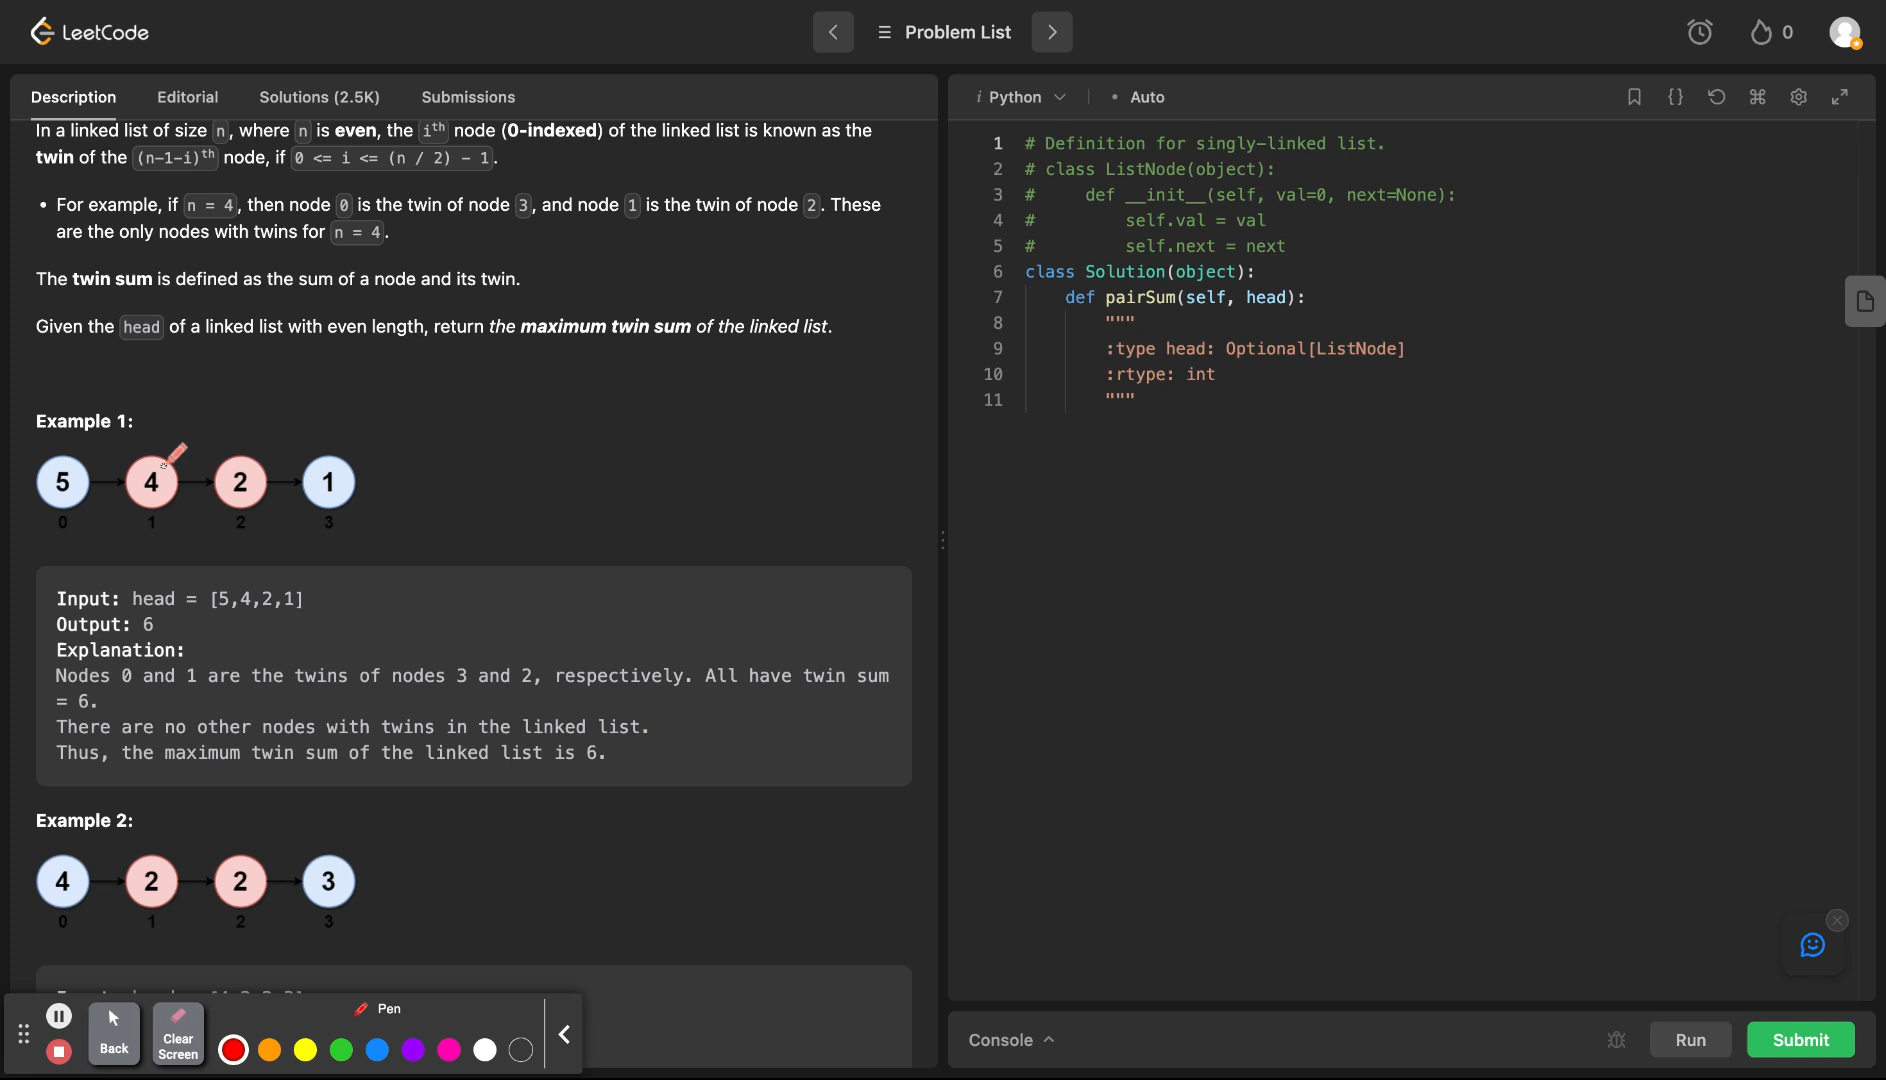 LeetCode
Problem List
0
Description Editorial Solutions (2.5K) Submissions
In a linked list of size n, where n is even, the ith node (0-indexed) of the linked list is known as the
twin of the (n-1-i)th node, if 0 <= i <= (n / 2) - 1.
• For example, if n = 4, then node 0 is the twin of node 3, and node 1 is the twin of node 2. These
are the only nodes with twins for n = 4.
The twin sum is defined as the sum of a node and its twin.
Given the head of a linked list with even length, return the maximum twin sum of the linked list.
Example 1:
5 4 2 1
0 1 2 3
Input: head = [5,4,2,1]
Output: 6
Explanation:
Nodes 0 and 1 are the twins of nodes 3 and 2, respectively. All have twin sum
= 6.
There are no other nodes with twins in the linked list.
Thus, the maximum twin sum of the linked list is 6.
Example 2:
4 2 2 3
0 1 2 3
Pen
Back
Clear
Screen
i Python • Auto
1 # Definition for singly-linked list.
2 # class ListNode(object):
3 #     def __init__(self, val=0, next=None):
4 #         self.val = val
5 #         self.next = next
6 class Solution(object):
7     def pairSum(self, head):
8         """
9         :type head: Optional[ListNode]
10         :rtype: int
11         """
Console
Run
Submit